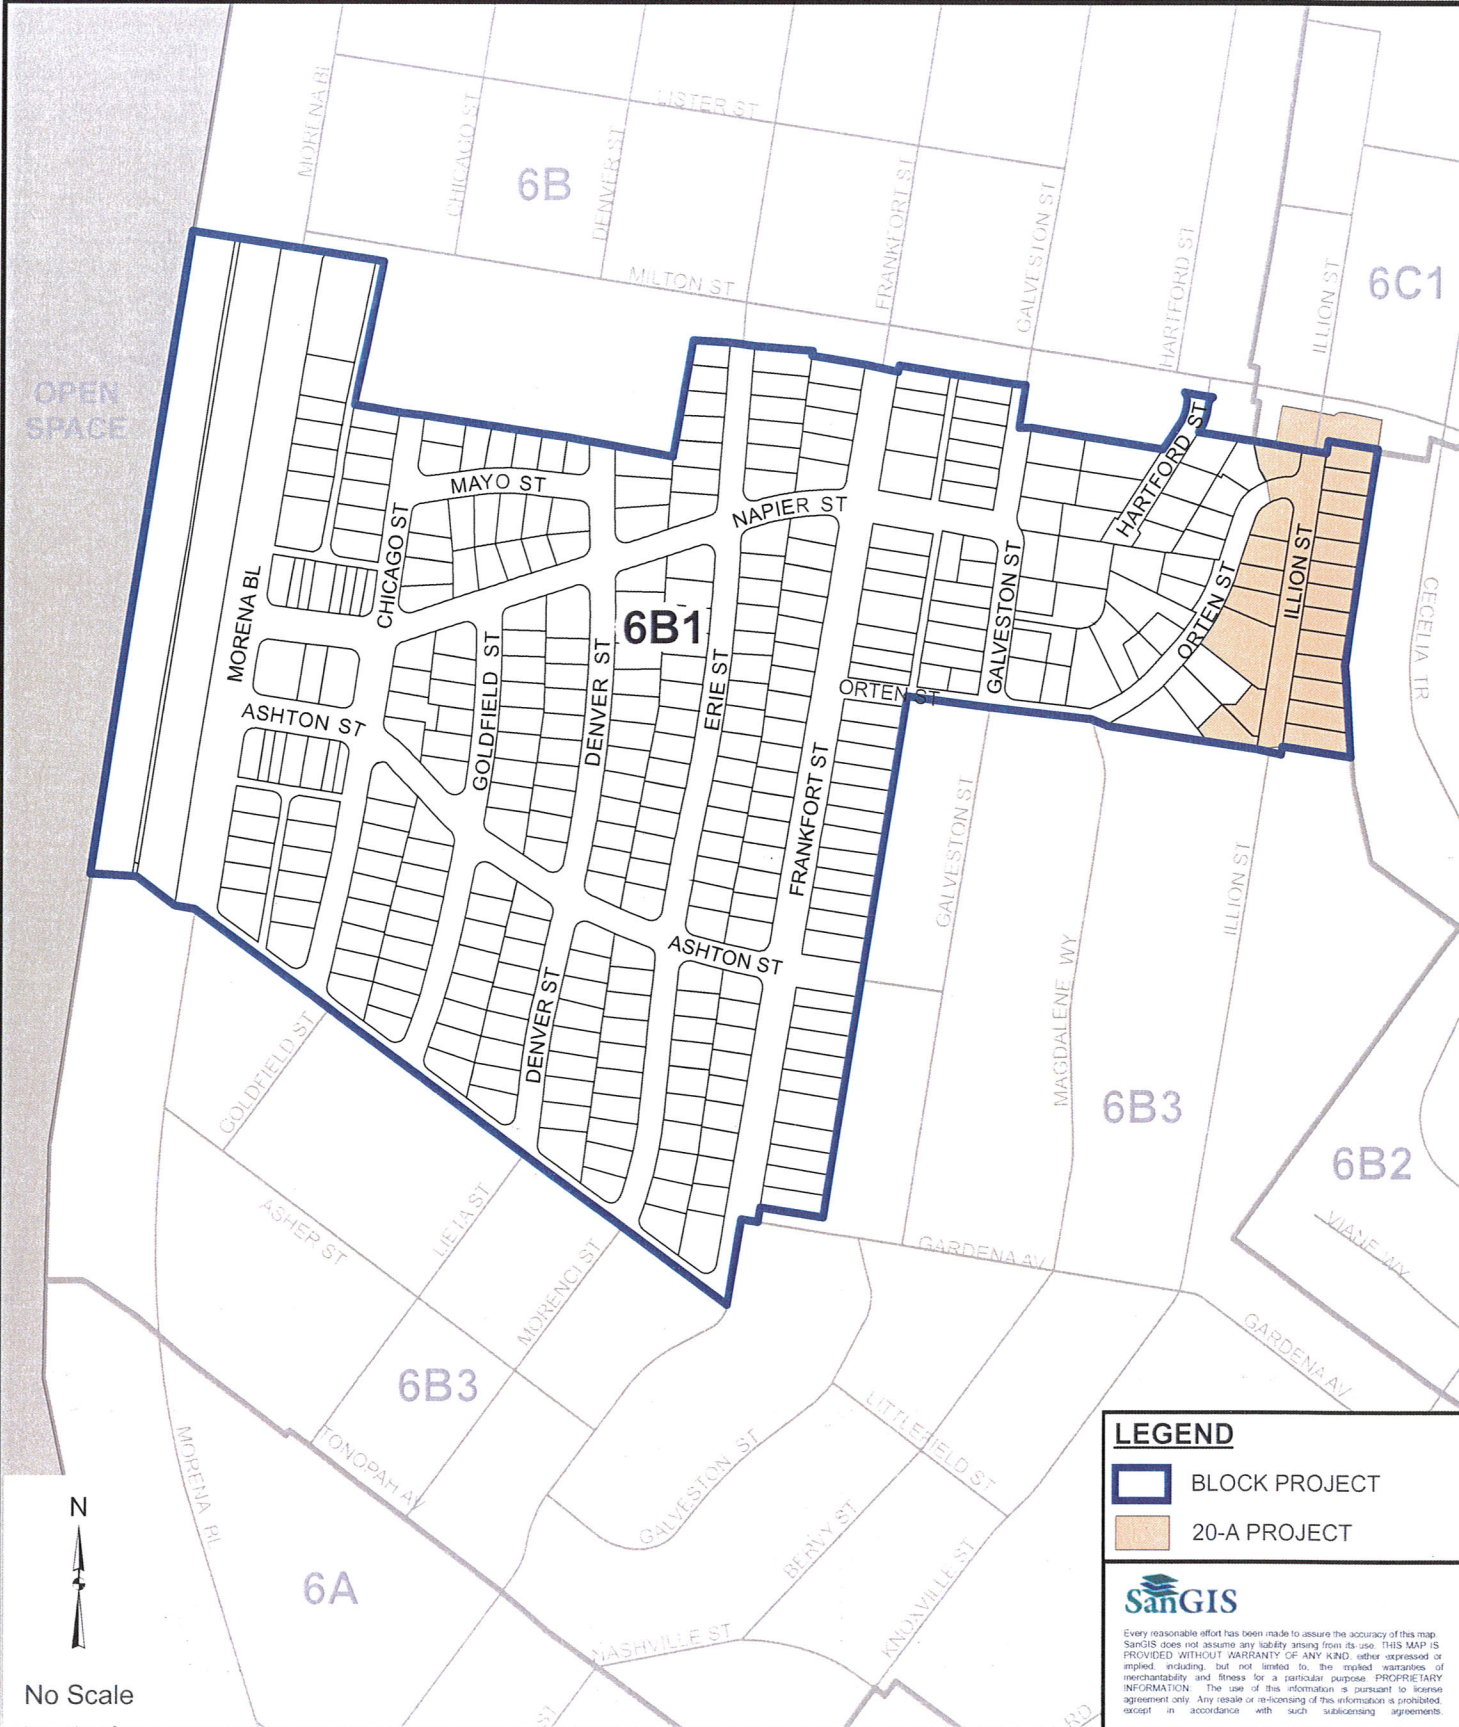 MORENA BL
CHICAGO ST
DENVER ST
LISTER ST
6B
FRANKFORT ST
GALVESTON ST
HARTFORD ST
ILLION ST
6C1
MILTON ST
OPEN
SPACE
MAYO ST
NAPIER ST
HARTFORD ST
CHICAGO ST
MORENA BL
6B1
GALVESTON ST
ORTEN ST
ILLION ST
CECELIA TR
GOLDFIELD ST
DENVER ST
ERIE ST
ORTEN ST
ASHTON ST
FRANKFORT ST
GALVESTON ST
ILLION ST
ASHTON ST
DENVER ST
MAGDALENE WY
GOLDFIELD ST
6B3
6B2
ASHER ST
LIETA ST
MORENCI ST
GARDENA AV
VIANE WY
GARDENA AV
6B3
MORENA BL
TONOPAH AV
GALVESTON ST
LITTLEFIELD ST
BERVY ST
KNOXVILLE ST
NASHVILLE ST
6A
ST
RD
N
No Scale
LEGEND
BLOCK PROJECT
20-A PROJECT
SanGIS
Every reasonable effort has been made to assure the accuracy of this map.
SanGIS does not assume any liability arising from its use. THIS MAP IS
PROVIDED WITHOUT WARRANTY OF ANY KIND, either expressed or
implied, including, but not limited to, the implied warranties of
merchantability and fitness for a particular purpose. PROPRIETARY
INFORMATION: The use of this information is pursuant to license
agreement only. Any resale or re-licensing of this information is prohibited,
except in accordance with such sublicensing agreements.